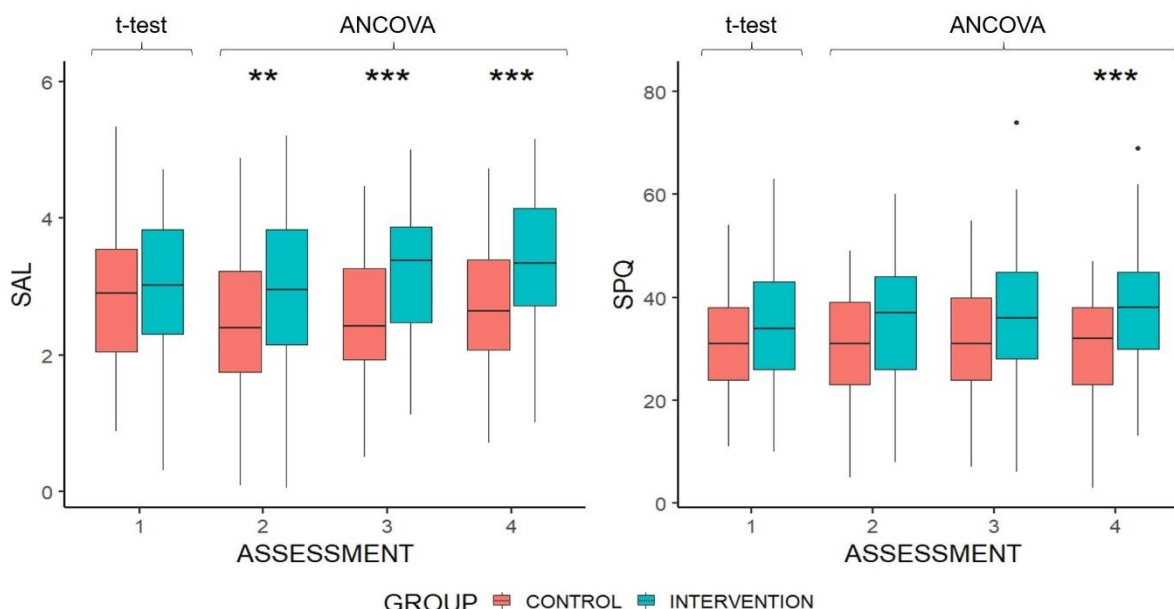 t-test ANCOVA
** *** ***
6
4
2
0
SAL
1 2 3 4
ASSESSMENT
t-test ANCOVA
***
80
60
40
20
0
SPQ
1 2 3 4
ASSESSMENT
GROUP CONTROL INTERVENTION